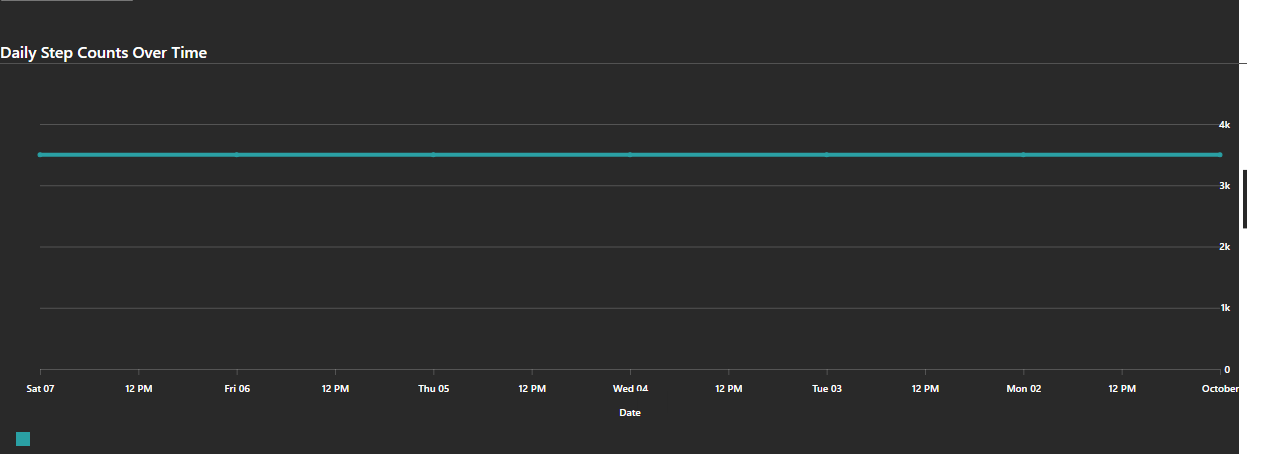 Daily Step Counts Over Time
4k
3k
2k
1k
0
Sat 07 12 PM Fri 06 12 PM Thu 05 12 PM Wed 04 12 PM Tue 03 12 PM Mon 02 12 PM October
Date